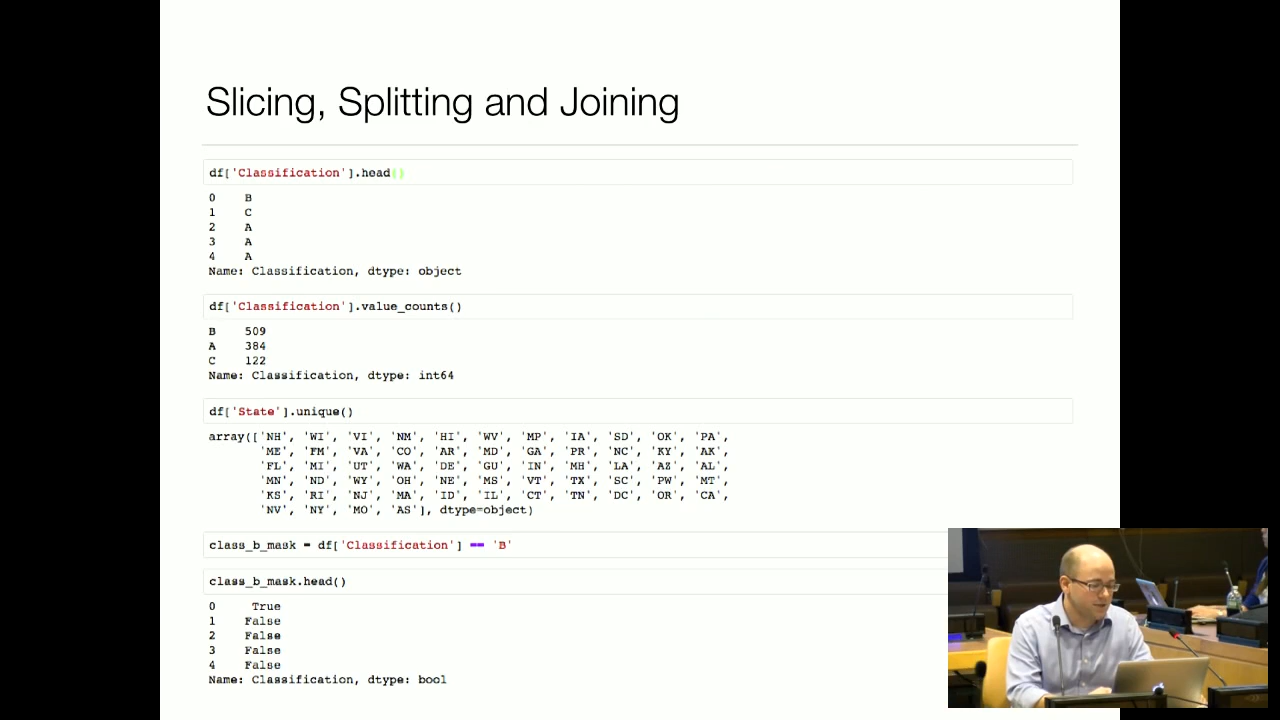 Slicing, Splitting and Joining
df['Classification'].head()
0 B
1 C
2 A
3 A
4 A
Name: Classification, dtype: object
df['Classification'].value_counts()
B 509
A 384
C 122
Name: Classification, dtype: int64
df['State'].unique()
array(['NH', 'WI', 'VI', 'NM', 'HI', 'WV', 'MP', 'IA', 'SD', 'OK', 'PA',
'ME', 'FM', 'VA', 'CO', 'AR', 'MD', 'GA', 'PR', 'NC', 'KY', 'AK',
'FL', 'MI', 'UT', 'WA', 'DE', 'GU', 'IN', 'MH', 'LA', 'AZ', 'AL',
'MN', 'ND', 'WY', 'OH', 'NE', 'MS', 'VT', 'TX', 'SC', 'PW', 'MT',
'KS', 'RI', 'NJ', 'MA', 'ID', 'IL', 'CT', 'TN', 'DC', 'OR', 'CA',
'NV', 'NY', 'MO', 'AS'], dtype=object)
class_b_mask = df['Classification'] == 'B'
class_b_mask.head()
0 True
1 False
2 False
3 False
4 False
Name: Classification, dtype: bool